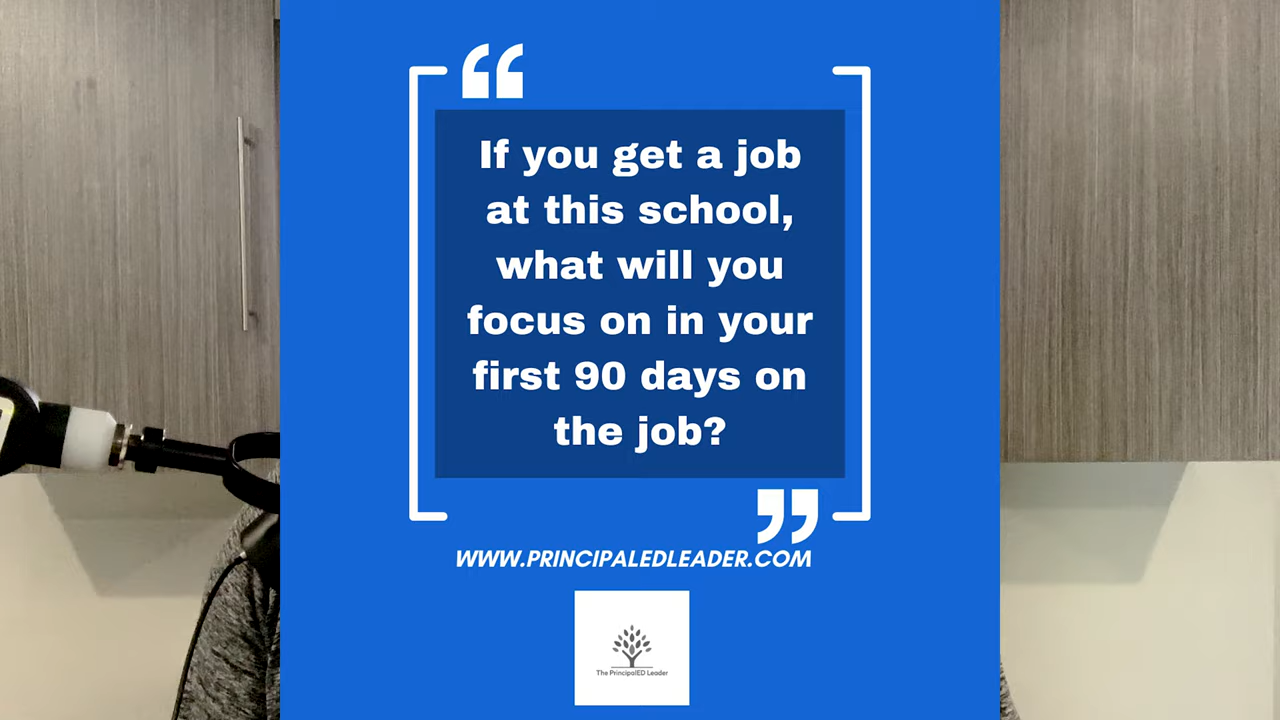 “
If you get a job
at this school,
what will you
focus on in your
first 90 days on
the job?
”
WWW.PRINCIPALEDLEADER.COM
The PrincipalED Leader